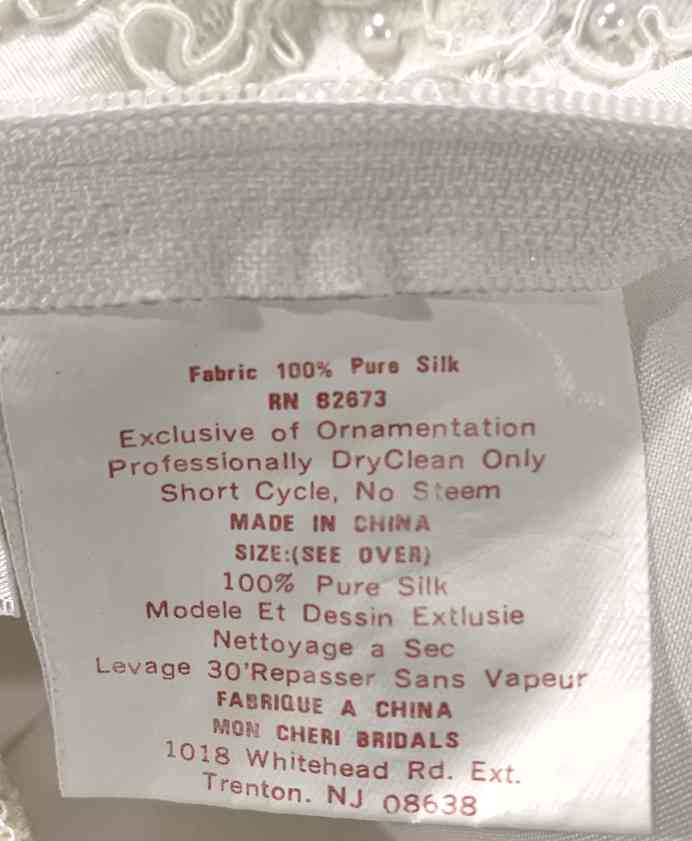 Fabric 100% Pure Silk
RN 82673
Exclusive of Ornamentation
Professionally DryClean Only
Short Cycle, No Steem
MADE IN CHINA
SIZE:(SEE OVER)
100% Pure Silk
Modele Et Dessin Extlusie
Nettoyage a Sec
Levage 30'Repasser Sans Vapeur
FABRIQUE A CHINA
MON CHERI BRIDALS
1018 Whitehead Rd. Ext.
Trenton. NJ 08638